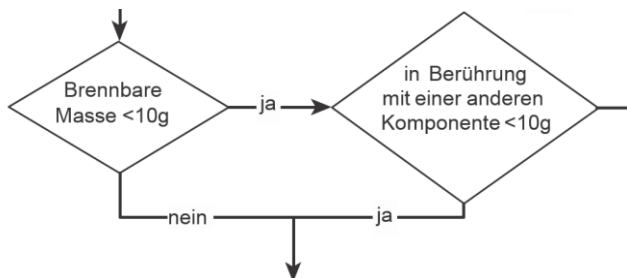 Brennbare
Masse <10g
ja
in Berührung
mit einer anderen
Komponente <10g
nein
ja